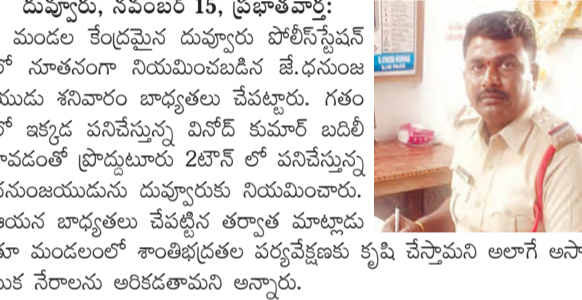 దువ్వూరు, నవంబర్ 15, ప్రభాతవార్త:
మండల కేంద్రమైన దువ్వూరు పోలీస్‌స్టేషన్
లో నూతనంగా నియమించబడిన జే.ధనుంజ
యుడు శనివారం బాధ్యతలు చేపట్టారు. గతం
లో ఇక్కడ పనిచేస్తున్న వినోద్ కుమార్ బదిలీ
కావడంతో ప్రొద్దుటూరు 2టౌన్ లో పనిచేస్తున్న
ధనుంజయుడును దువ్వూరుకు నియమించారు.
ఆయన బాధ్యతలు చేపట్టిన తర్వాత మాట్లాడు
తూ మండలంలో శాంతిభద్రతల పర్యవేక్షణకు కృషి చేస్తామని అలాగే అసాం
ఘిక నేరాలను అరికడతామని అన్నారు.